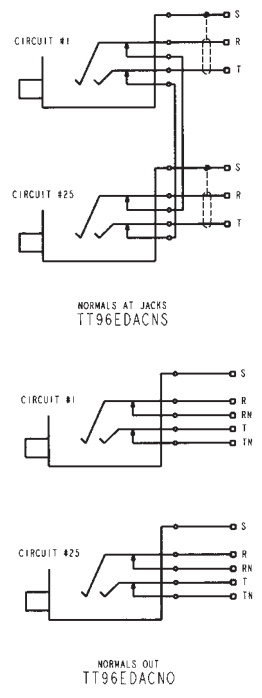 S
CIRCUIT #1
R
T
S
CIRCUIT #25
R
T
NORMALS AT JACKS
TT96EDACNS
S
CIRCUIT #1
R
RN
T
TN
S
CIRCUIT #25
R
RN
T
TN
NORMALS OUT
TT96EDACNO